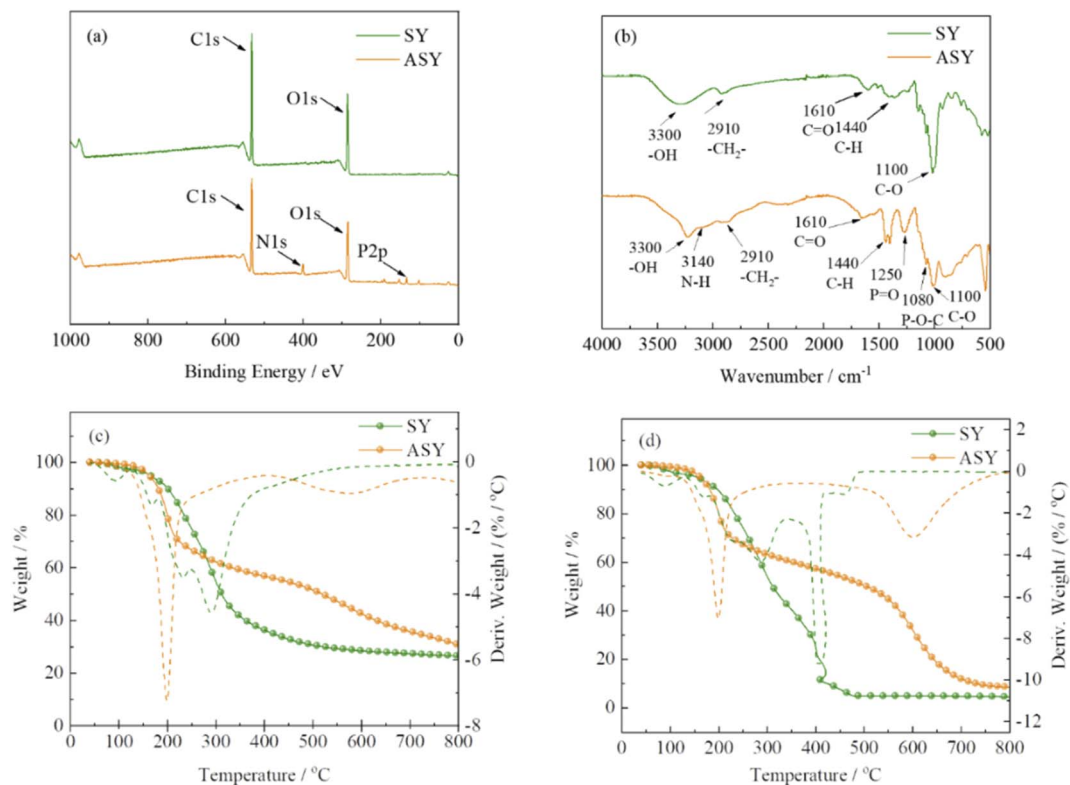 (a)
SY
ASY
C1s
O1s
C1s
O1s
N1s
P2p
1000 800 600 400 200 0
Binding Energy / eV
(b)
SY
ASY
3300
-OH
2910
-CH2-
1610
C=O
1440
C-H
1100
C-O
3300
-OH
3140
N-H
2910
-CH2-
1610
C=O
1440
C-H
1250
P=O
1080
P-O-C
1100
C-O
4000 3500 3000 2500 2000 1500 1000 500
Wavenumber / cm-1
(c)
SY
ASY
100
80
60
40
20
0
Weight / %
0
-2
-4
-6
-8
Deriv. Weight / (% / °C)
0 100 200 300 400 500 600 700 800
Temperature / °C
(d)
SY
ASY
100
80
60
40
20
0
Weight / %
2
0
-2
-4
-6
-8
-10
-12
Deriv. Weight / (% / °C)
0 100 200 300 400 500 600 700 800
Temperature / °C